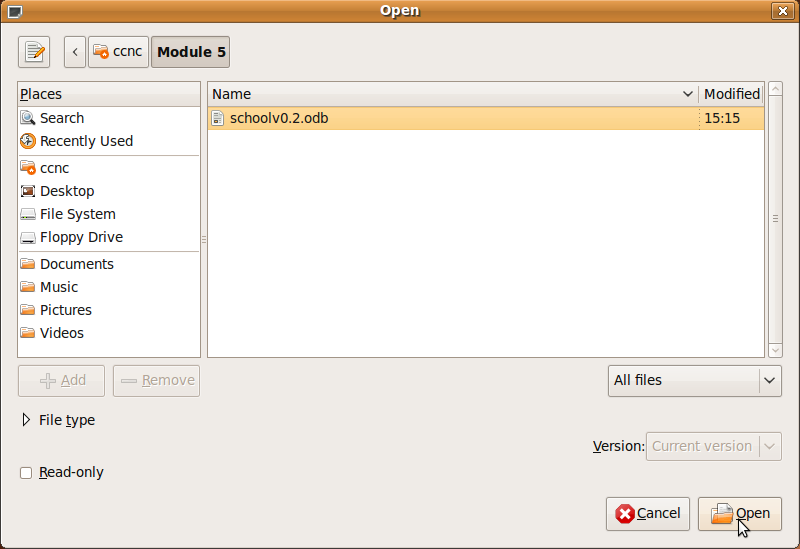 Open
ccnc Module 5
Places
Name Modified
Search
schoolv0.2.odb 15:15
Recently Used
ccnc
Desktop
File System
Floppy Drive
Documents
Music
Pictures
Videos
Add Remove
All files
File type
Version: Current version
Read-only
Cancel Open